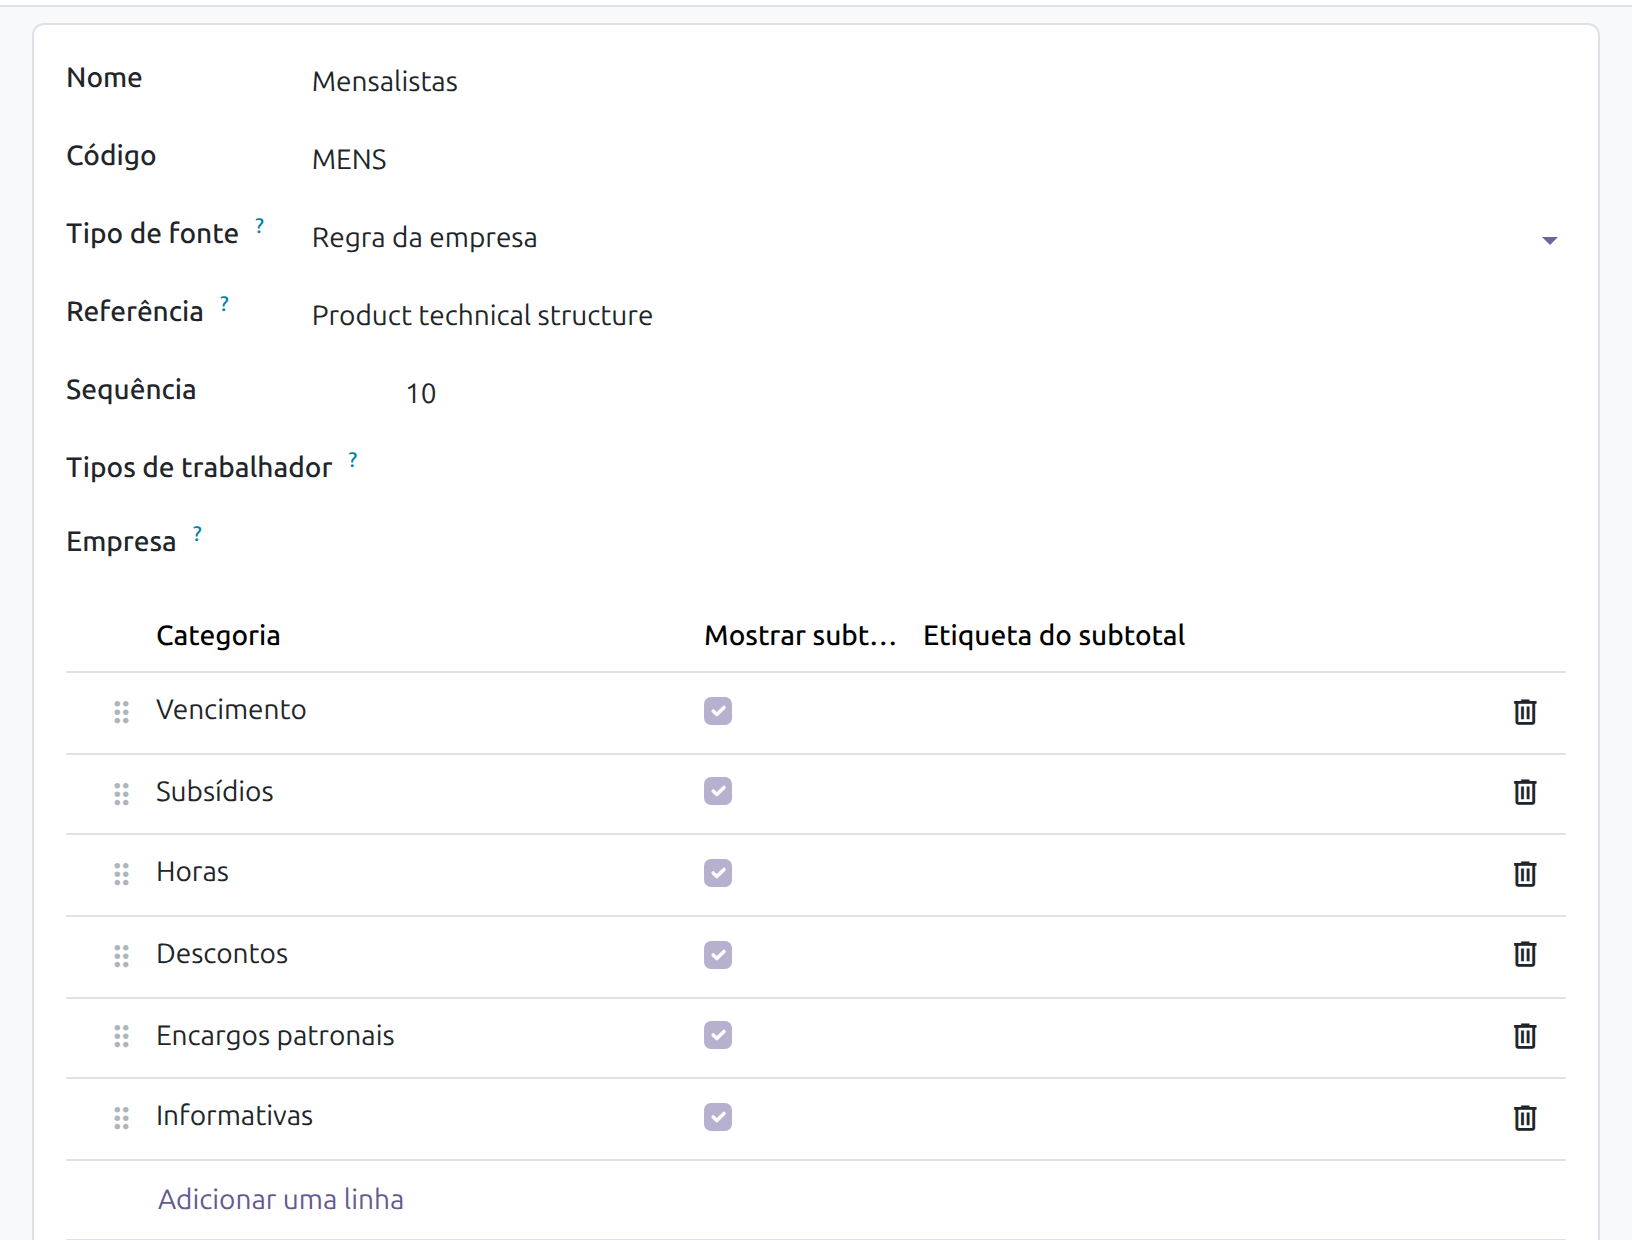 Nome
Mensalistas
Código
MENS
Tipo de fonte ?
Regra da empresa
Referência ?
Product technical structure
Sequência
10
Tipos de trabalhador ?
Empresa ?
Categoria Mostrar subt... Etiqueta do subtotal
Vencimento
Subsídios
Horas
Descontos
Encargos patronais
Informativas
Adicionar uma linha